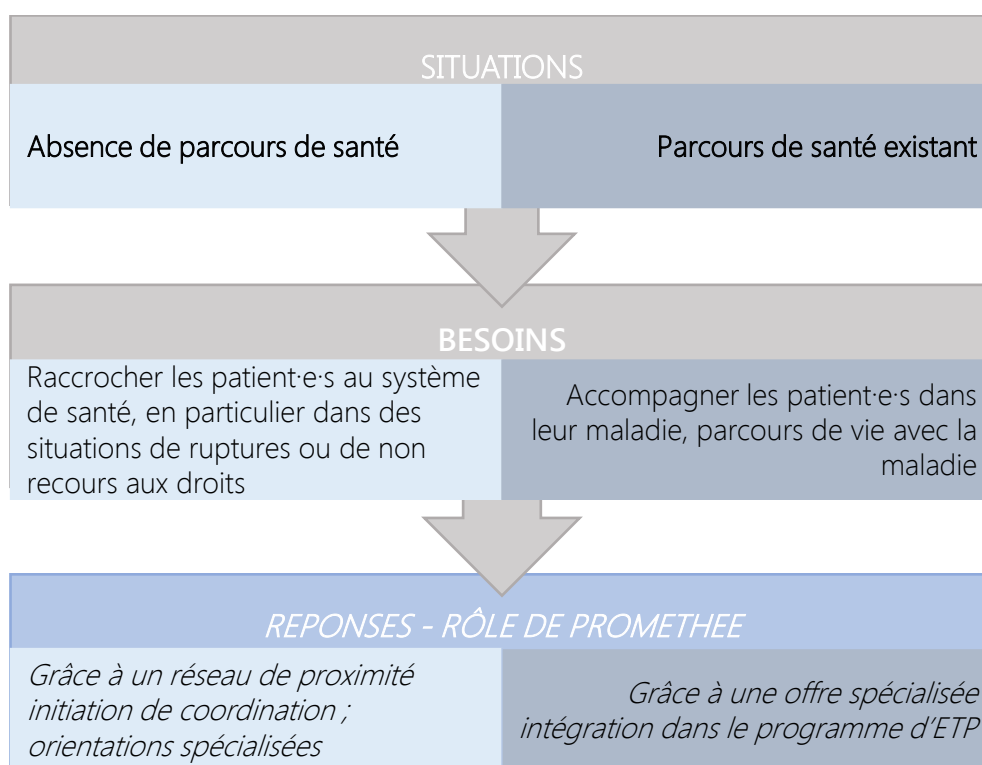 SITUATIONS
Absence de parcours de santé
Parcours de santé existant
BESOINS
Raccrocher les patient·e·s au système
de santé, en particulier dans des
situations de ruptures ou de non
recours aux droits
Accompagner les patient·e·s dans
leur maladie, parcours de vie avec la
maladie
REPONSES - RÔLE DE PROMETHEE
Grâce à un réseau de proximité
initiation de coordination ;
orientations spécialisées
Grâce à une offre spécialisée
intégration dans le programme d'ETP